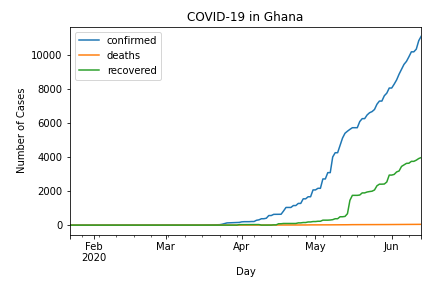 COVID-19 in Ghana
confirmed
deaths
recovered
Number of Cases
10000
8000
6000
4000
2000
0
Feb Mar Apr May Jun
2020
Day